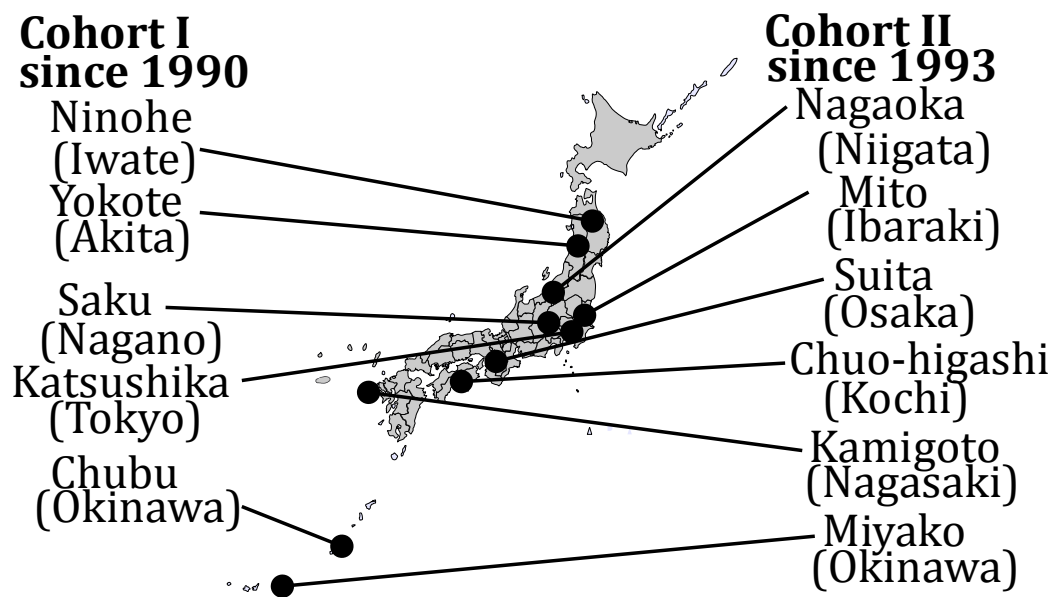 Cohort I
since 1990
Ninohe
(Iwate)
Yokote
(Akita)
Saku
(Nagano)
Katsushika
(Tokyo)
Chubu
(Okinawa)
Cohort II
since 1993
Nagaoka
(Niigata)
Mito
(Ibaraki)
Suita
(Osaka)
Chuo-higashi
(Kochi)
Kamigoto
(Nagasaki)
Miyako
(Okinawa)